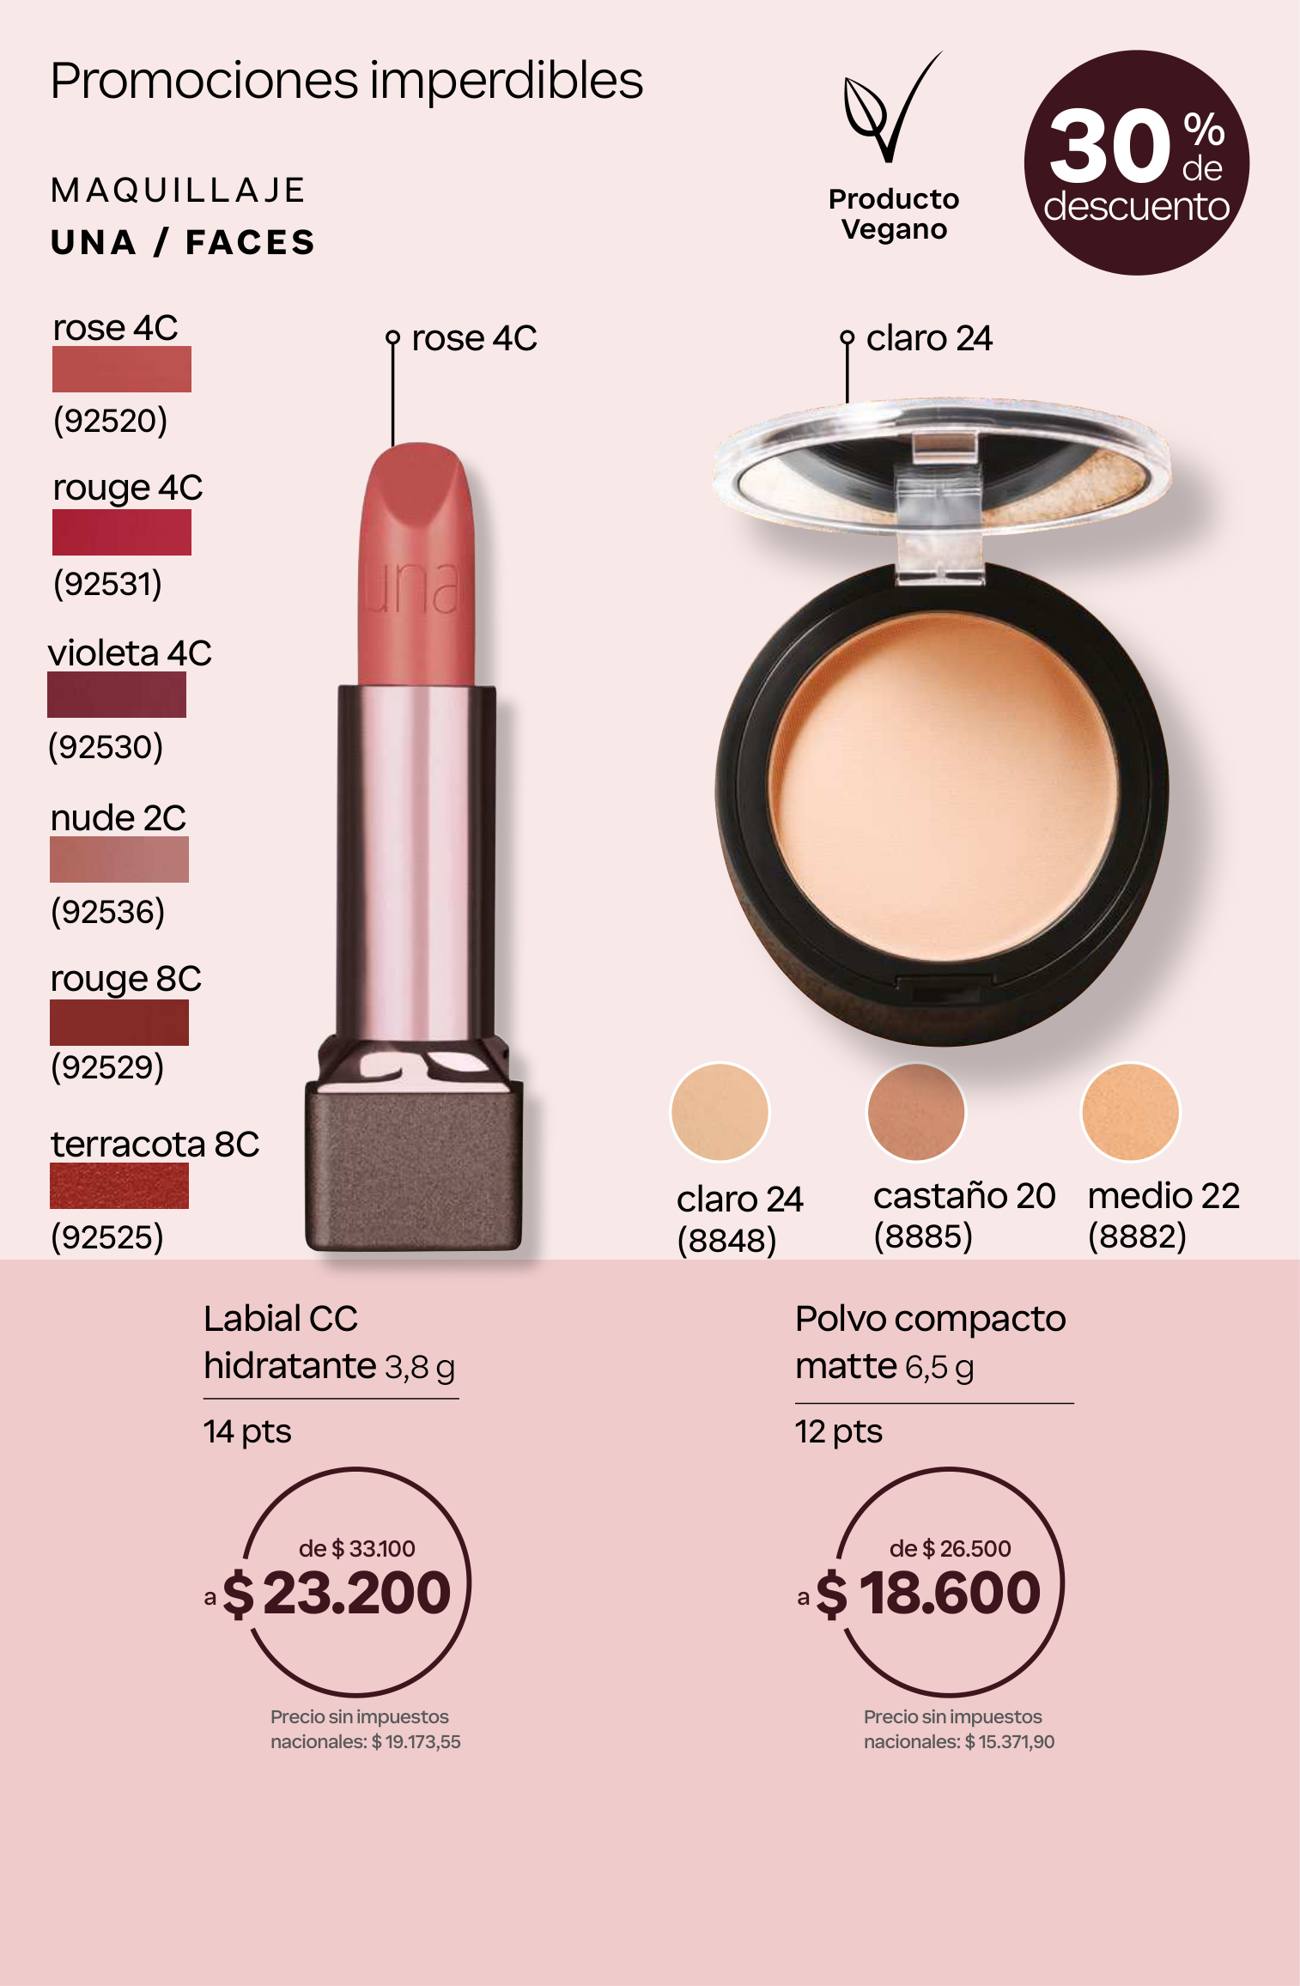 Promociones imperdibles
MAQUILLAJE
UNA / FACES
Producto
Vegano
30 %
de
descuento
rose 4C
(92520)
rouge 4C
(92531)
violeta 4C
(92530)
nude 2C
(92536)
rouge 8C
(92529)
terracota 8C
(92525)
rose 4C
una
claro 24
claro 24
(8848)
castaño 20
(8885)
medio 22
(8882)
Labial CC
hidratante 3,8 g
14 pts
de $ 33.100
a $ 23.200
Precio sin impuestos
nacionales: $ 19.173,55
Polvo compacto
matte 6,5 g
12 pts
de $ 26.500
a $ 18.600
Precio sin impuestos
nacionales: $ 15.371,90